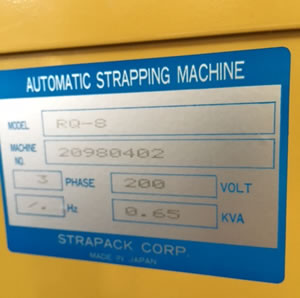 AUTOMATIC STRAPPING MACHINE
MODEL RQ-8
MACHINE NO. 20980402
3 PHASE 200 VOLT
Hz 0.65 KVA
STRAPACK CORP.
MADE IN JAPAN